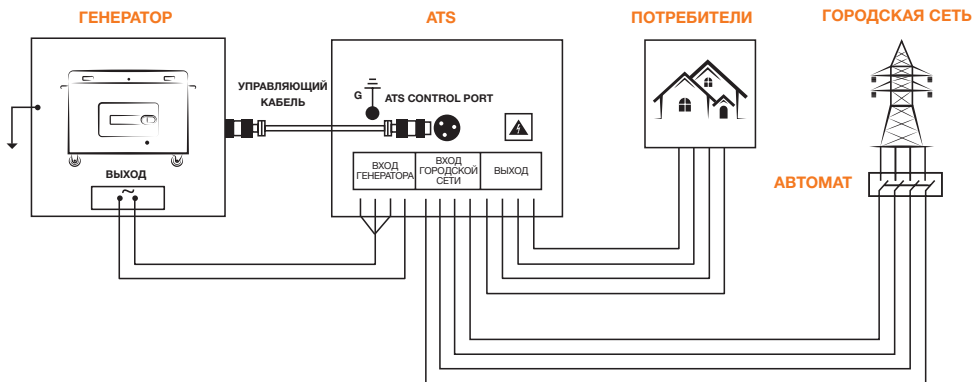 ГЕНЕРАТОР
ATS
ПОТРЕБИТЕЛИ
ГОРОДСКАЯ СЕТЬ
УПРАВЛЯЮЩИЙ
КАБЕЛЬ
G
ATS CONTROL PORT
ВЫХОД
~
ВХОД
ГЕНЕРАТОРА
ВХОД
ГОРОДСКОЙ
СЕТИ
ВЫХОД
АВТОМАТ